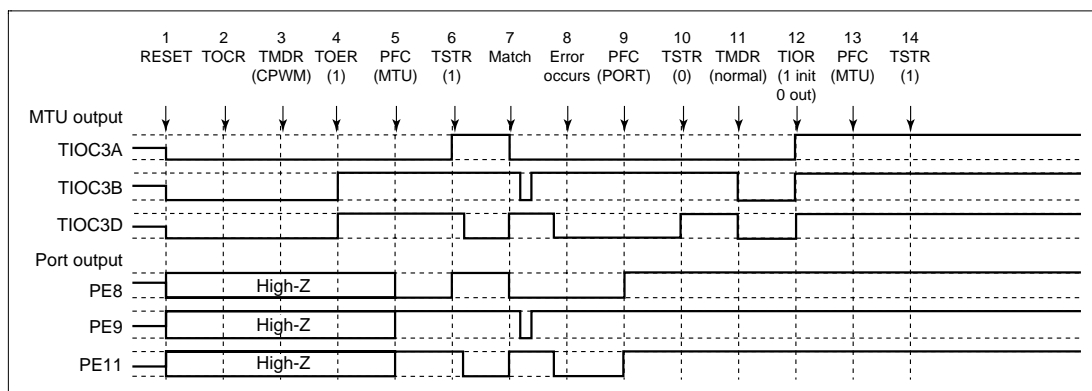 1 2 3 4 5 6 7 8 9 10 11 12 13 14
RESET TOCR TMDR TOER PFC TSTR Match Error PFC TSTR TMDR TIOR PFC TSTR
(CPWM) (1) (MTU) (1) occurs (PORT) (0) (normal) (1 init (MTU) (1)
0 out)
MTU output
TIOC3A
TIOC3B
TIOC3D
Port output
PE8 High-Z
PE9 High-Z
PE11 High-Z